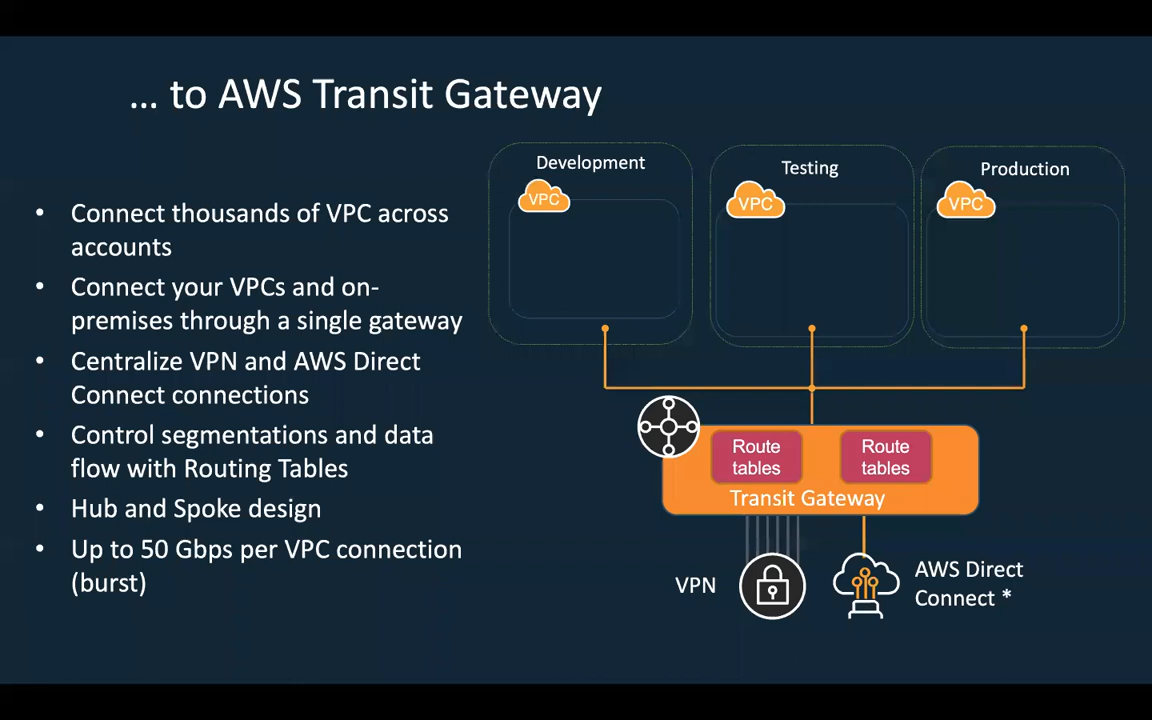 … to AWS Transit Gateway
• Connect thousands of VPC across
accounts
• Connect your VPCs and on-
premises through a single gateway
• Centralize VPN and AWS Direct
Connect connections
• Control segmentations and data
flow with Routing Tables
• Hub and Spoke design
• Up to 50 Gbps per VPC connection
(burst)
Development
VPC
Testing
VPC
Production
VPC
Route
tables
Route
tables
Transit Gateway
VPN
AWS Direct
Connect *